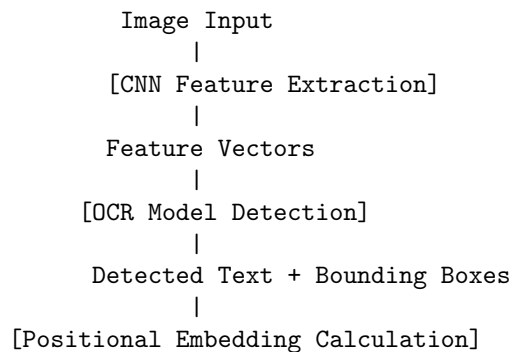 Image Input
|
[CNN Feature Extraction]
|
Feature Vectors
|
[OCR Model Detection]
|
Detected Text + Bounding Boxes
|
[Positional Embedding Calculation]